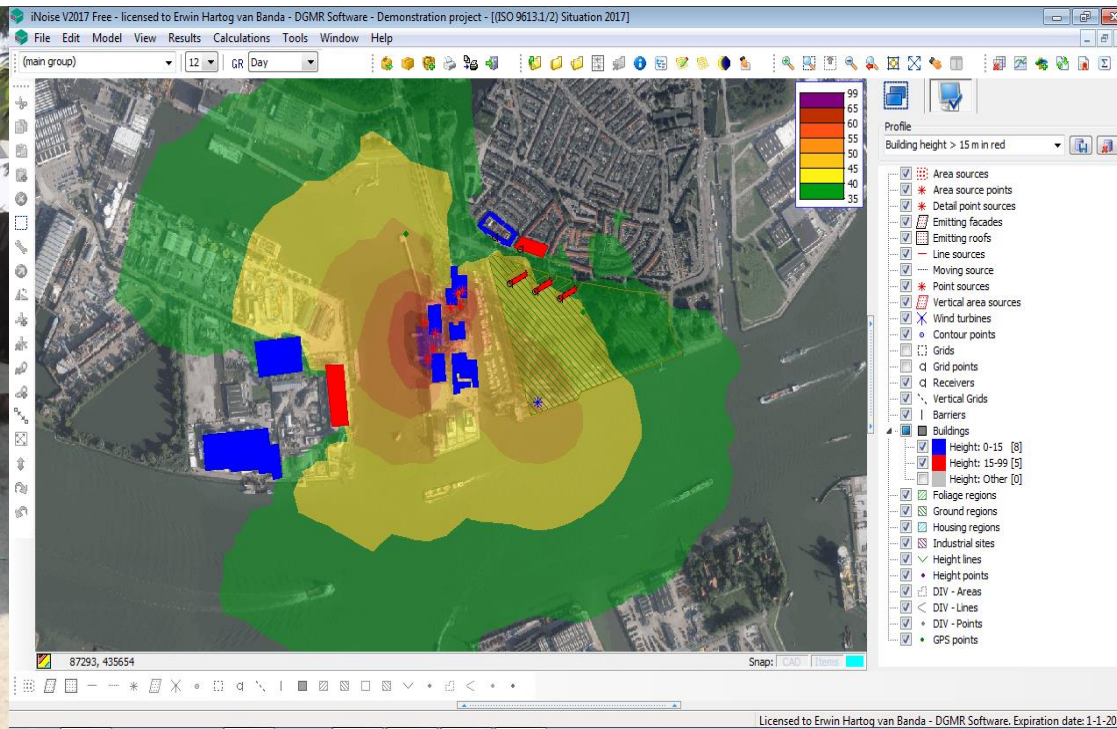 iNoise V2017 Free - licensed to Erwin Hartog van Banda - DGMR Software - Demonstration project - [(ISO 9613.1/2) Situation 2017]
File Edit Model View Results Calculations Tools Window Help
(main group) 12 GR Day
99
65
60
55
50
45
40
35
Profile
Building height > 15 m in red
Area sources
Area source points
Detail point sources
Emitting facades
Emitting roofs
Line sources
Moving source
Point sources
Vertical area sources
Wind turbines
Contour points
Grids
Grid points
Receivers
Vertical Grids
Barriers
Buildings
Height: 0-15 [8]
Height: 15-99 [5]
Height: Other [0]
Foliage regions
Ground regions
Housing regions
Industrial sites
Height lines
Height points
DIV - Areas
DIV - Lines
DIV - Points
GPS points
87293, 435654 Snap: CAD Items
Licensed to Erwin Hartog van Banda - DGMR Software. Expiration date: 1-1-20